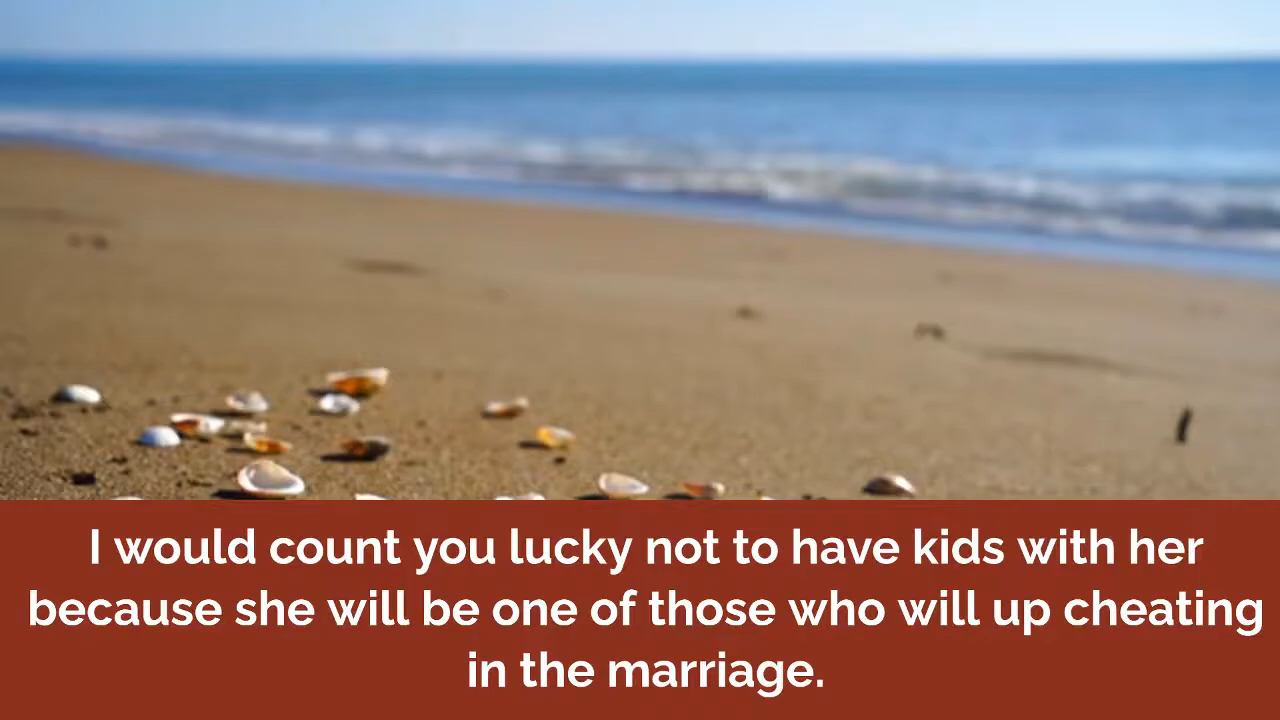 I would count you lucky not to have kids with her
because she will be one of those who will up cheating
in the marriage.